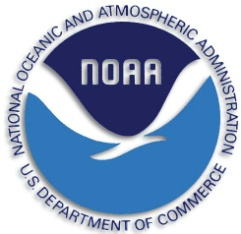 NATIONAL OCEANIC AND ATMOSPHERIC ADMINISTRATION
NOAA
U.S. DEPARTMENT OF COMMERCE